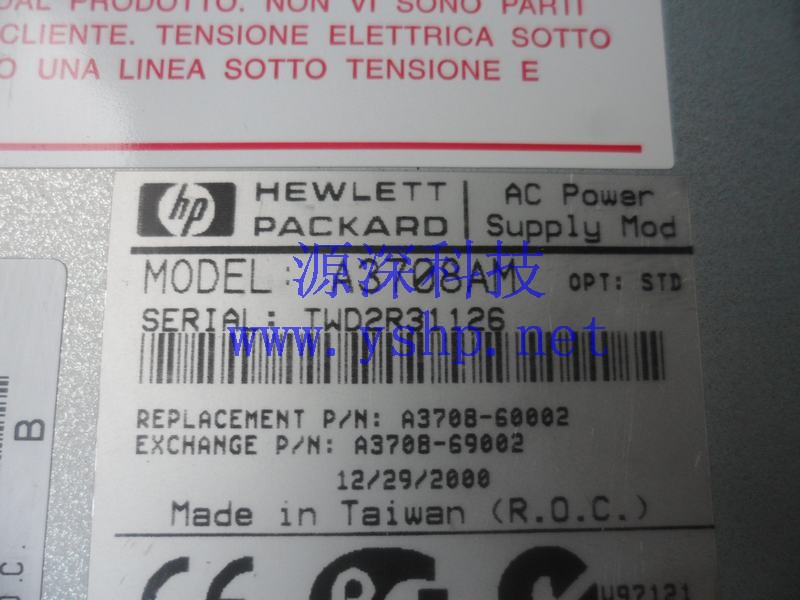 DAL PRODOTTO. NON VI SONO PARTI
CLIENTE. TENSIONE ELETTRICA SOTTO
O UNA LINEA SOTTO TENSIONE E
hp HEWLETT PACKARD
AC Power Supply Mod
MODEL: A3708AM OPT: STD
源深科技
SERIAL: TWD2R31126
www.yshp.net
REPLACEMENT P/N: A3708-60002
EXCHANGE P/N: A3708-69002
12/29/2000
Made in Taiwan (R.O.C.)
CE
U97121
B
O.C.